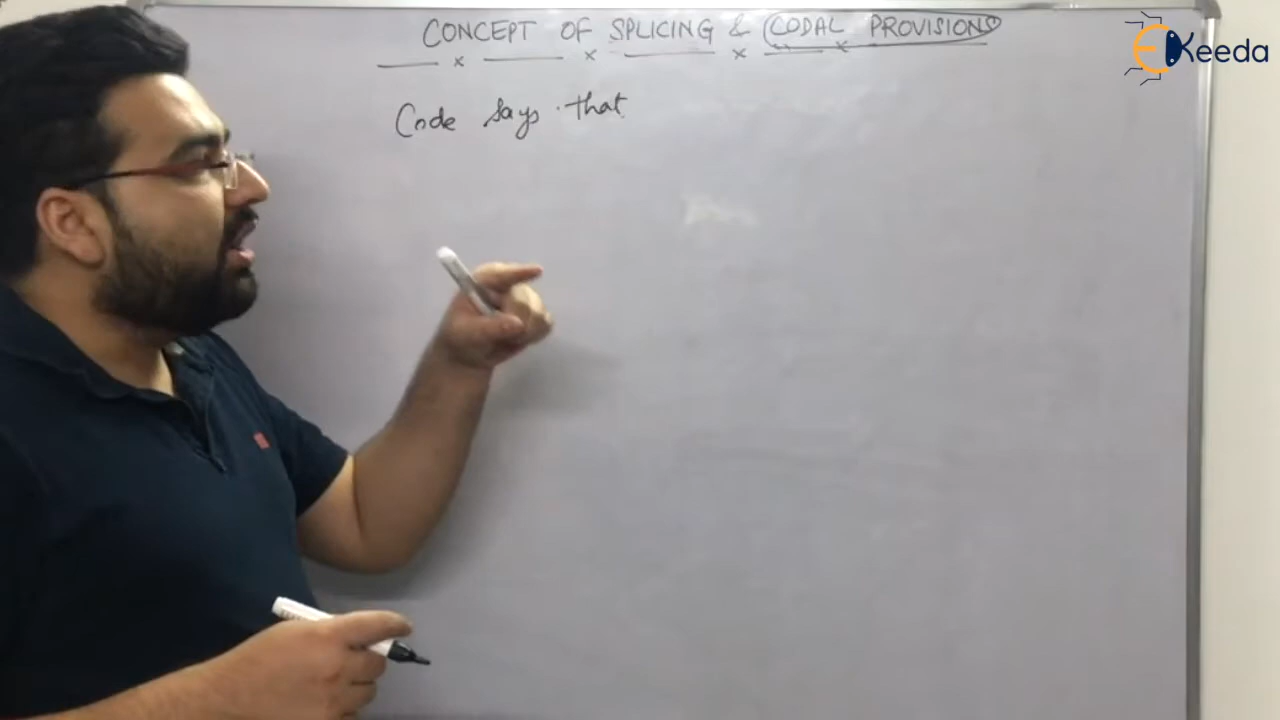 CONCEPT OF SPLICING & CODAL PROVISIONS
EKeeda
Code says that